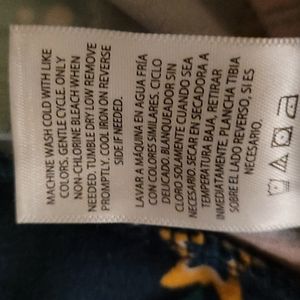 MACHINE WASH COLD WITH LIKE
COLORS. GENTLE CYCLE. ONLY
NON-CHLORINE BLEACH WHEN
NEEDED. TUMBLE DRY LOW REMOVE
PROMPTLY. COOL IRON ON REVERSE
SIDE IF NEEDED.
LAVAR A MÁQUINA EN AGUA FRÍA
CON COLORES SIMILARES. CICLO
DELICADO. BLANQUEADOR SIN
CLORO SOLAMENTE CUANDO SEA
NECESARIO. SECAR EN SECADORA A
TEMPERATURA BAJA, RETIRAR
INMEDIATAMENTE. PLANCHA TIBIA
SOBRE EL LADO REVERSO, SI ES
NECESARIO.